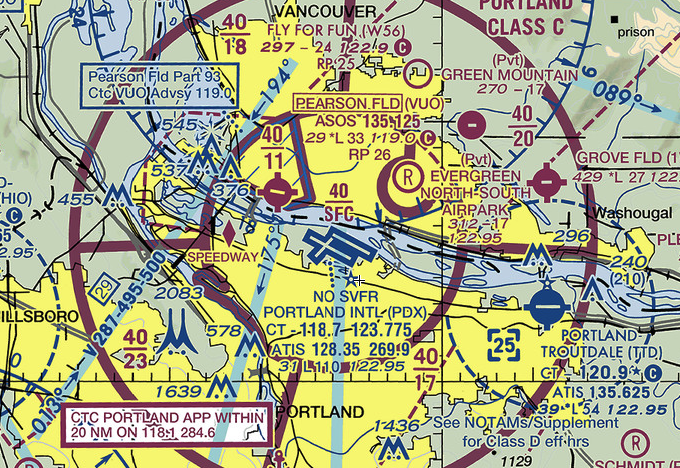 VANCOUVER
PORTLAND
CLASS C
prison
40
18
FLY FOR FUN (W56)
297 - 24 122.9 C
RP 25
Pearson Fld Part 93
Ctc VUO Advsy 119.0
194°
(Pvt)
GREEN MOUNTAIN
270 - 17
089°
PEARSON FLD (VUO)
ASOS 135.125
29 *L 33 119.0 C
RP 26
40
11
40
20
545
537
376
455
40
SFC
R
(Pvt)
EVERGREEN
NORTH-SOUTH
AIRPARK
312 - 17
122.95
GROVE FLD (1
429 *L 27 122.
Washougal
HIO)
C
2.95
SPEEDWAY
175°
296
240
(210)
PLE
29
V 287-495-500
2083
013°
ILLSBORO
NO SVFR
PORTLAND INTL (PDX)
CT - 118.7 123.775
ATIS 128.35 269.9
31 L 110 122.95
578
40
23
40
17
25
PORTLAND-
TROUTDALE (TTD)
CT - 120.9 * C
ATIS 135.625
39 *L 54 122.95
1639
CTC PORTLAND APP WITHIN
20 NM ON 118.1 284.6
PORTLAND
See NOTAMs/Supplement
for Class D eff hrs
1436
1129
R
SCHMIDT (P